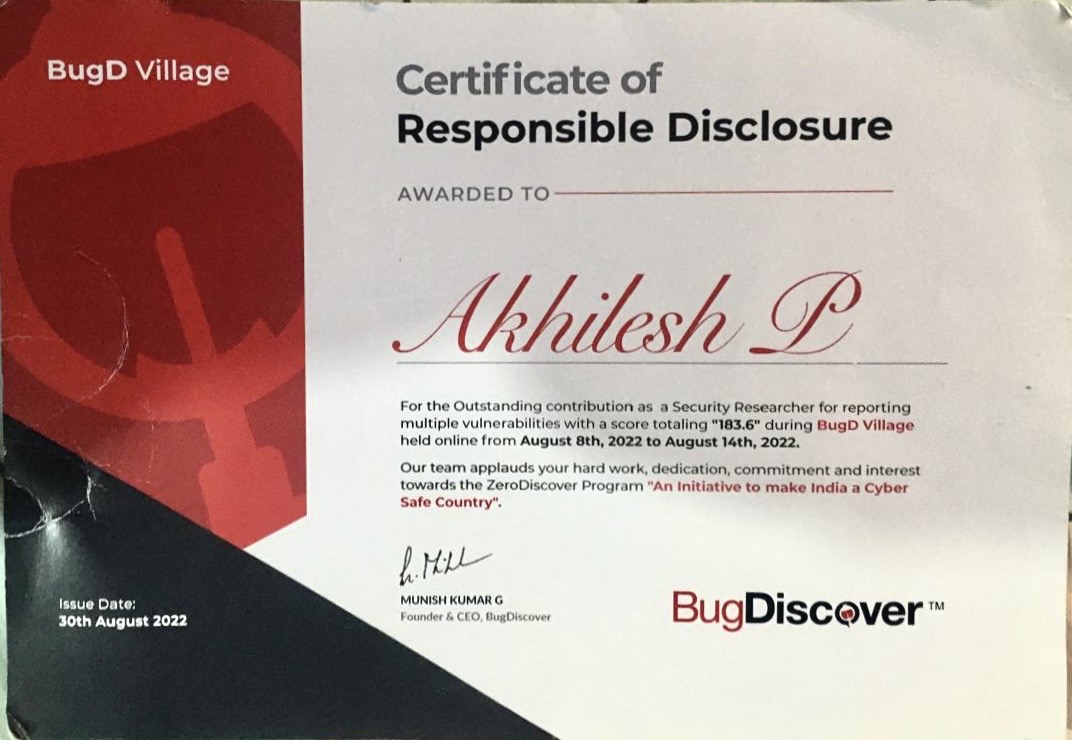 BugD Village
Certificate of
Responsible Disclosure
AWARDED TO
Akhilesh P
For the Outstanding contribution as a Security Researcher for reporting
multiple vulnerabilities with a score totaling "183.6" during BugD Village
held online from August 8th, 2022 to August 14th, 2022.
Our team applauds your hard work, dedication, commitment and interest
towards the ZeroDiscover Program "An Initiative to make India a Cyber
Safe Country".
MUNISH KUMAR G
Founder & CEO, BugDiscover
Issue Date:
30th August 2022
BugDiscover™